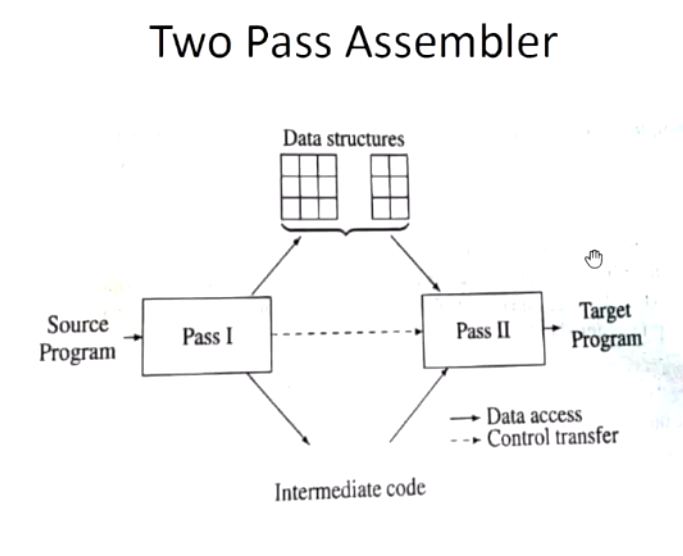 Two Pass Assembler
Data structures
Source
Program
Pass I
Pass II
Target
Program
Data access
Control transfer
Intermediate code